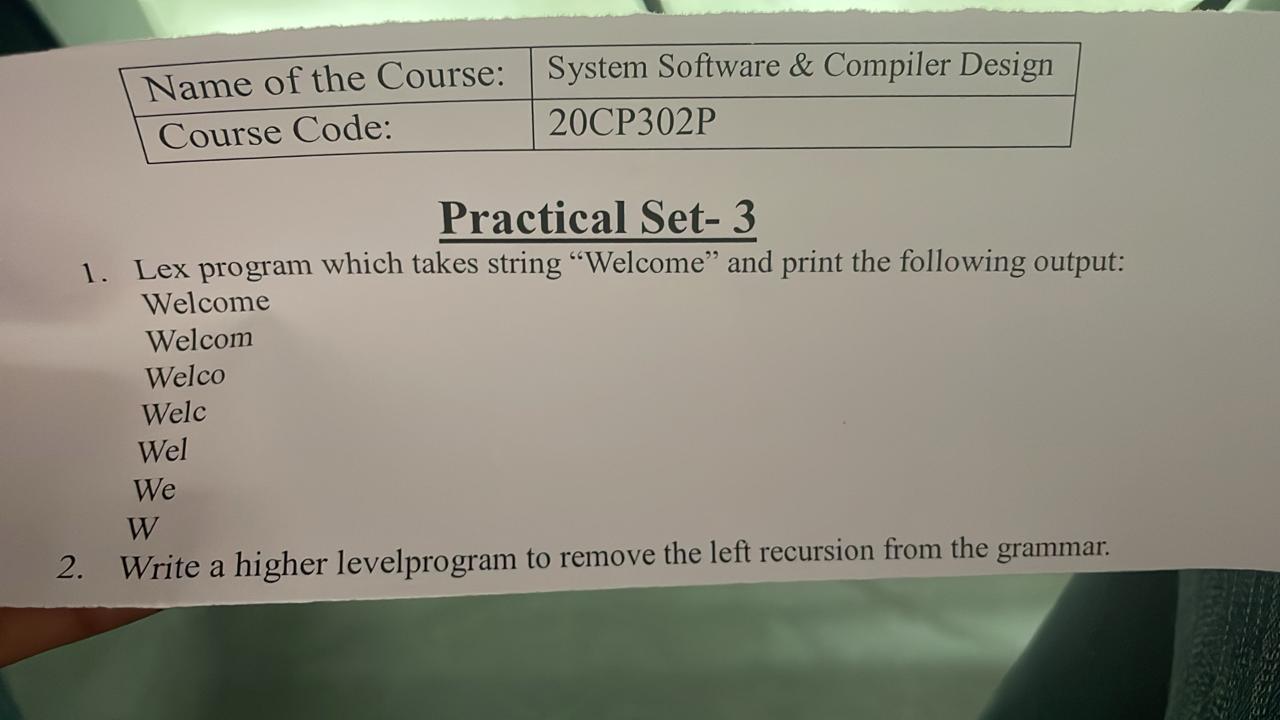 Name of the Course: System Software & Compiler Design
Course Code: 20CP302P
Practical Set- 3
1. Lex program which takes string “Welcome” and print the following output:
Welcome
Welcom
Welco
Welc
Wel
We
W
2. Write a higher levelprogram to remove the left recursion from the grammar.